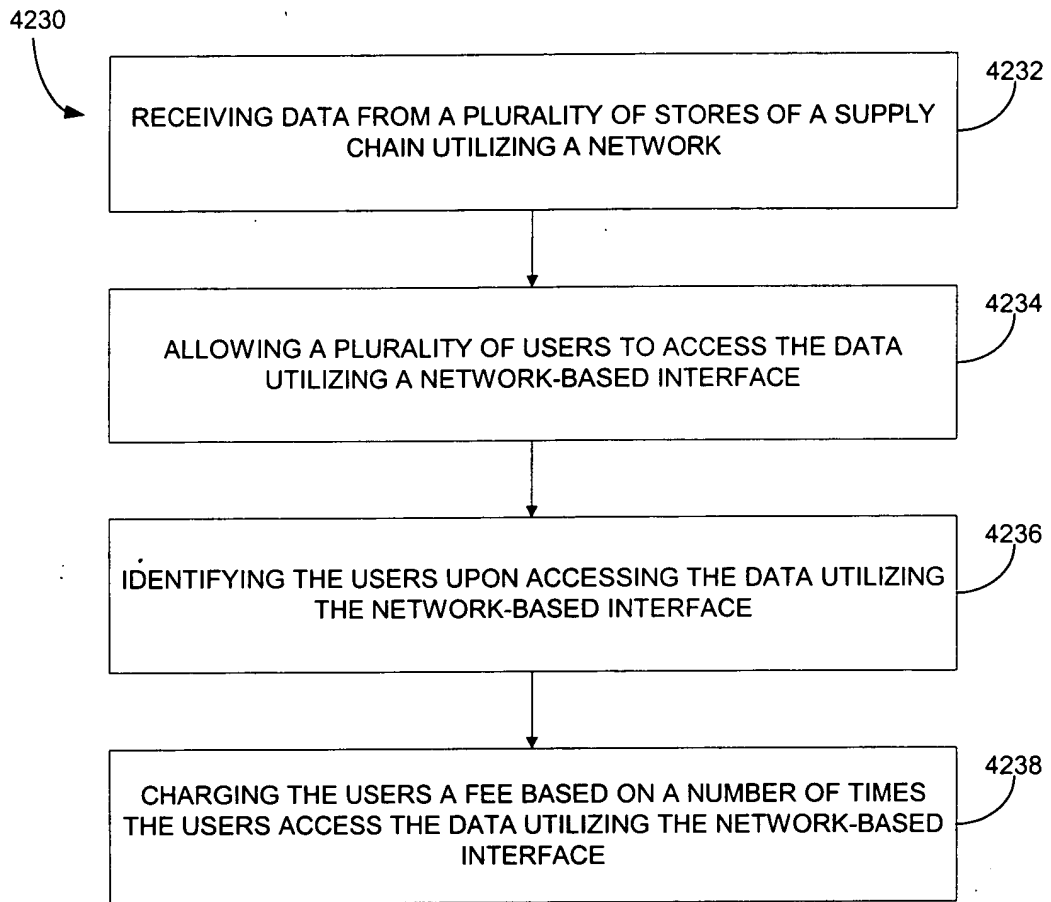 4230
4232
RECEIVING DATA FROM A PLURALITY OF STORES OF A SUPPLY
CHAIN UTILIZING A NETWORK
4234
ALLOWING A PLURALITY OF USERS TO ACCESS THE DATA
UTILIZING A NETWORK-BASED INTERFACE
4236
IDENTIFYING THE USERS UPON ACCESSING THE DATA UTILIZING
THE NETWORK-BASED INTERFACE
4238
CHARGING THE USERS A FEE BASED ON A NUMBER OF TIMES
THE USERS ACCESS THE DATA UTILIZING THE NETWORK-BASED
INTERFACE